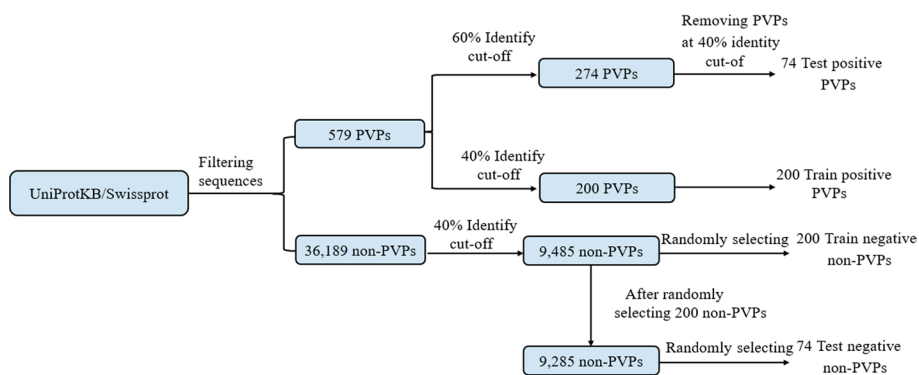 UniProtKB/Swissprot
Filtering
sequences
579 PVPs
60% Identify
cut-off
274 PVPs
Removing PVPs
at 40% identity
cut-of
74 Test positive
PVPs
40% Identify
cut-off
200 PVPs
200 Train positive
PVPs
36,189 non-PVPs
40% Identify
cut-off
9,485 non-PVPs
Randomly selecting
200 Train negative
non-PVPs
After randomly
selecting 200 non-PVPs
9,285 non-PVPs
Randomly selecting
74 Test negative
non-PVPs